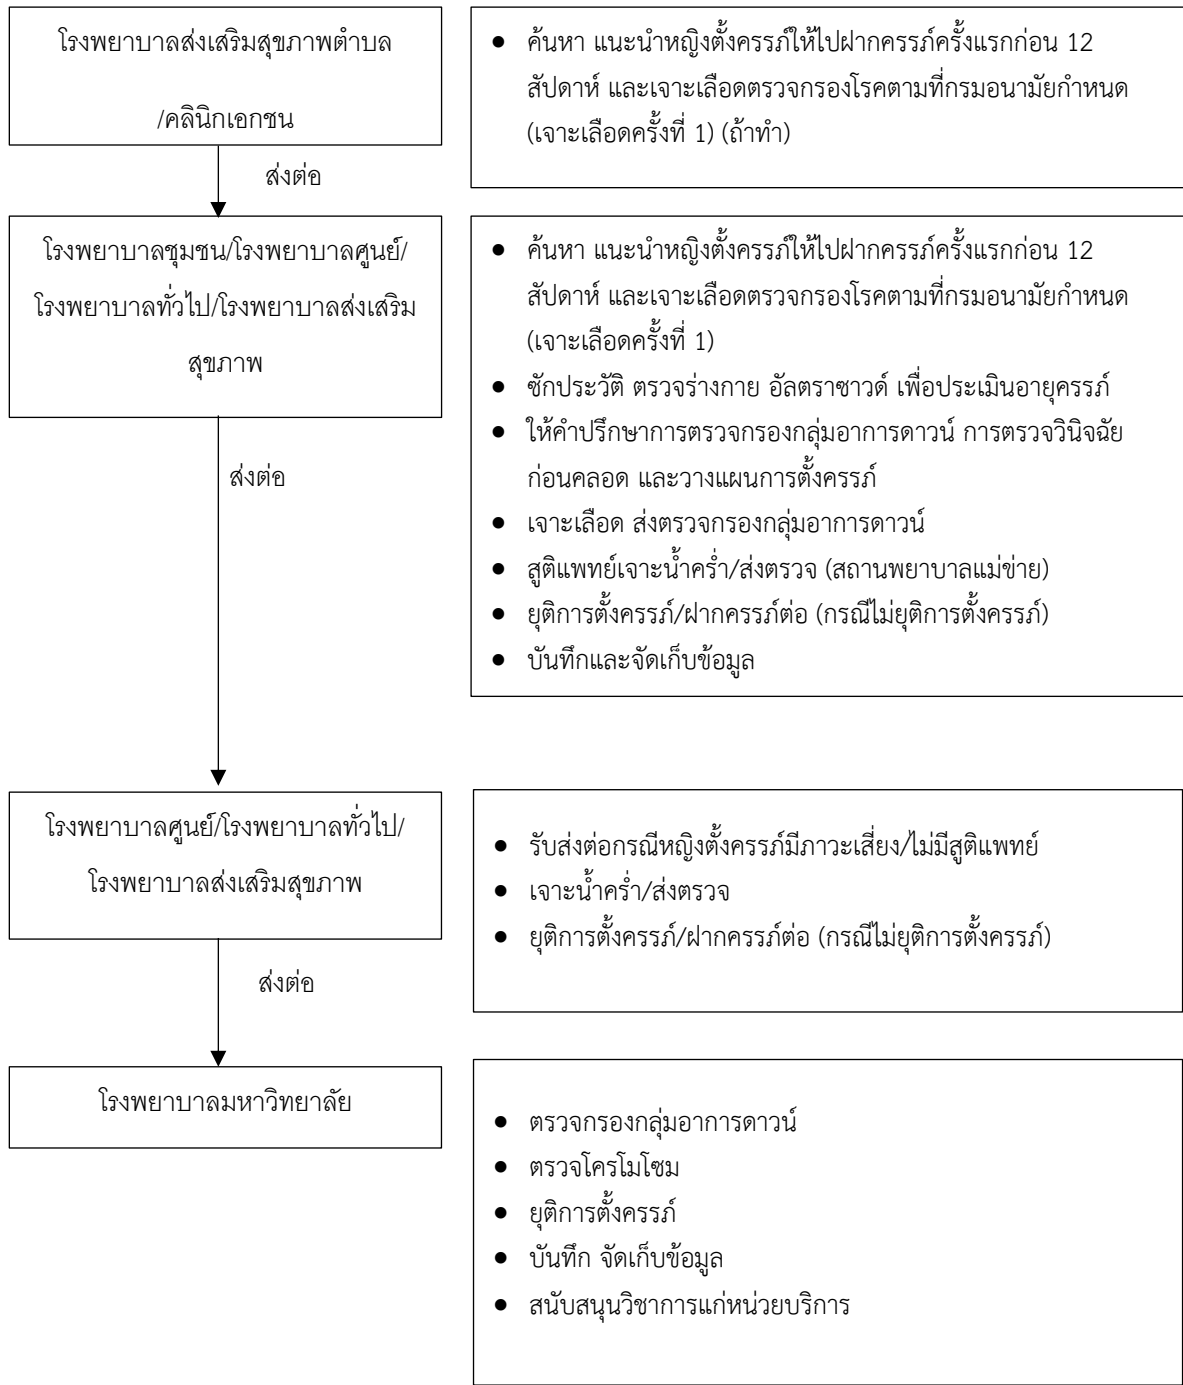 โรงพยาบาลส่งเสริมสุขภาพตำบล
/คลินิกเอกชน
• ค้นหา แนะนำหญิงตั้งครรภ์ให้ไปฝากครรภ์ครั้งแรกก่อน 12
สัปดาห์ และเจาะเลือดตรวจกรองโรคตามที่กรมอนามัยกำหนด
(เจาะเลือดครั้งที่ 1) (ถ้าทำ)
ส่งต่อ
โรงพยาบาลชุมชน/โรงพยาบาลศูนย์/
โรงพยาบาลทั่วไป/โรงพยาบาลส่งเสริม
สุขภาพ
• ค้นหา แนะนำหญิงตั้งครรภ์ให้ไปฝากครรภ์ครั้งแรกก่อน 12
สัปดาห์ และเจาะเลือดตรวจกรองโรคตามที่กรมอนามัยกำหนด
(เจาะเลือดครั้งที่ 1)
• ซักประวัติ ตรวจร่างกาย อัลตราซาวด์ เพื่อประเมินอายุครรภ์
• ให้คำปรึกษาการตรวจกรองกลุ่มอาการดาวน์ การตรวจวินิจฉัย
ก่อนคลอด และวางแผนการตั้งครรภ์
• เจาะเลือด ส่งตรวจกรองกลุ่มอาการดาวน์
• สูติแพทย์เจาะน้ำคร่ำ/ส่งตรวจ (สถานพยาบาลแม่ข่าย)
• ยุติการตั้งครรภ์/ฝากครรภ์ต่อ (กรณีไม่ยุติการตั้งครรภ์)
• บันทึกและจัดเก็บข้อมูล
ส่งต่อ
โรงพยาบาลศูนย์/โรงพยาบาลทั่วไป/
โรงพยาบาลส่งเสริมสุขภาพ
• รับส่งต่อกรณีหญิงตั้งครรภ์มีภาวะเสี่ยง/ไม่มีสูติแพทย์
• เจาะน้ำคร่ำ/ส่งตรวจ
• ยุติการตั้งครรภ์/ฝากครรภ์ต่อ (กรณีไม่ยุติการตั้งครรภ์)
ส่งต่อ
โรงพยาบาลมหาวิทยาลัย
• ตรวจกรองกลุ่มอาการดาวน์
• ตรวจโครโมโซม
• ยุติการตั้งครรภ์
• บันทึก จัดเก็บข้อมูล
• สนับสนุนวิชาการแก่หน่วยบริการ